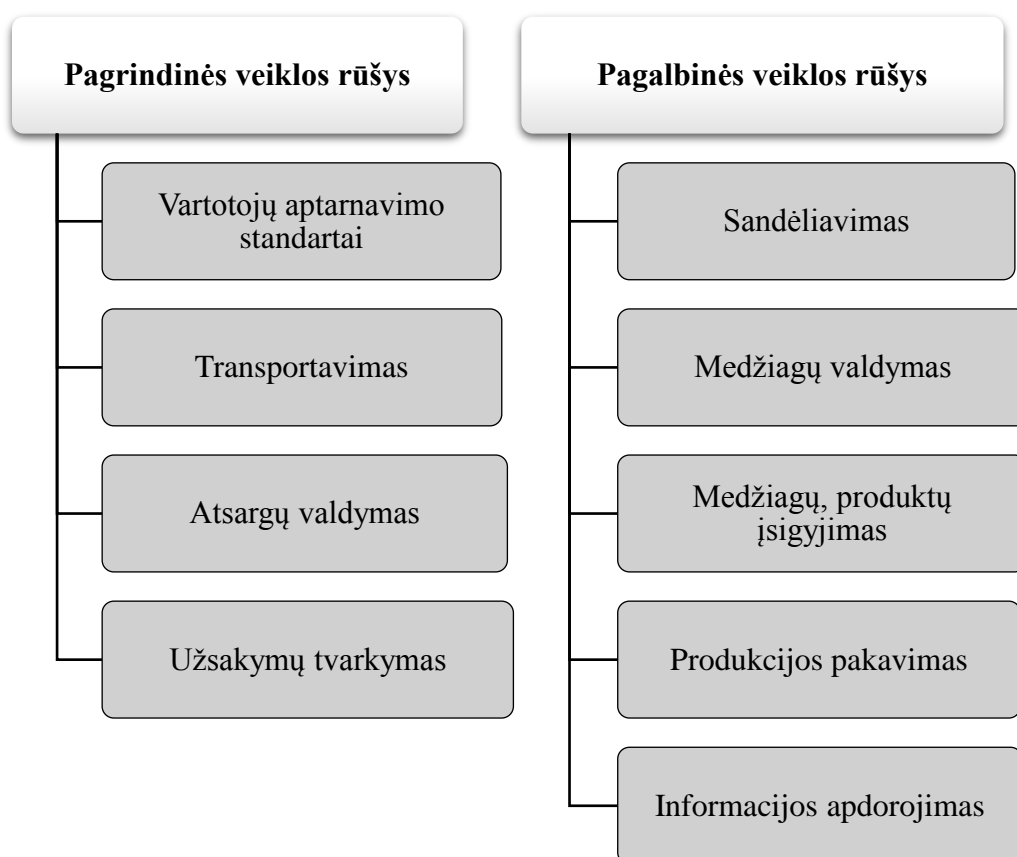 Pagrindinės veiklos rūšys
Vartotojų aptarnavimo
standartai
Transportavimas
Atsargų valdymas
Užsakymų tvarkymas
Pagalbinės veiklos rūšys
Sandėliavimas
Medžiagų valdymas
Medžiagų, produktų
įsigyjimas
Produkcijos pakavimas
Informacijos apdorojimas